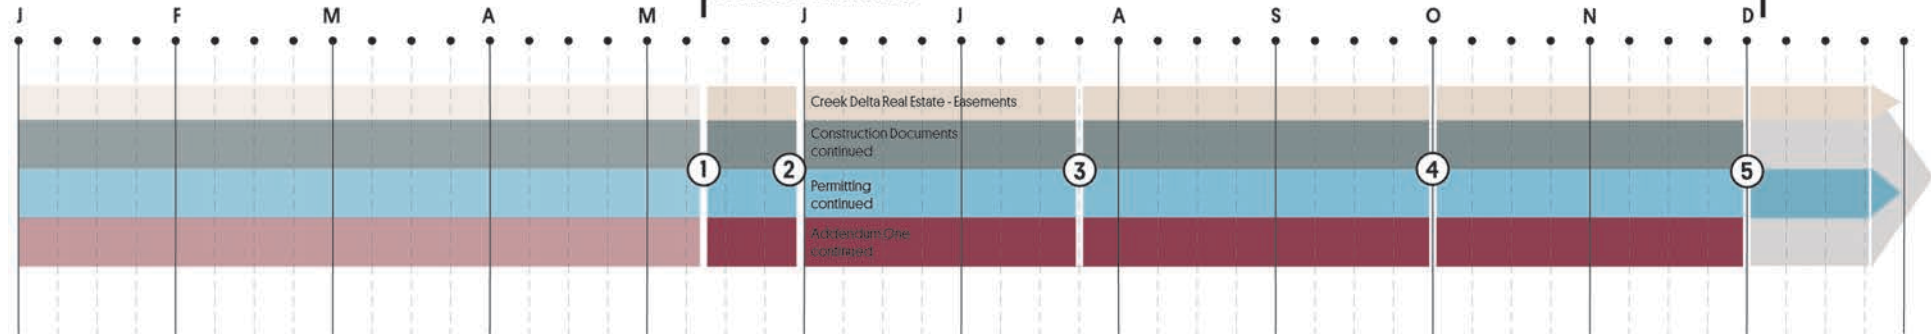 J F M A M J J A S O N D
Creek Delta Real Estate - Easements
Construction Documents
continued
1 2 3 4 5
Permitting
continued
Addendum One
continued